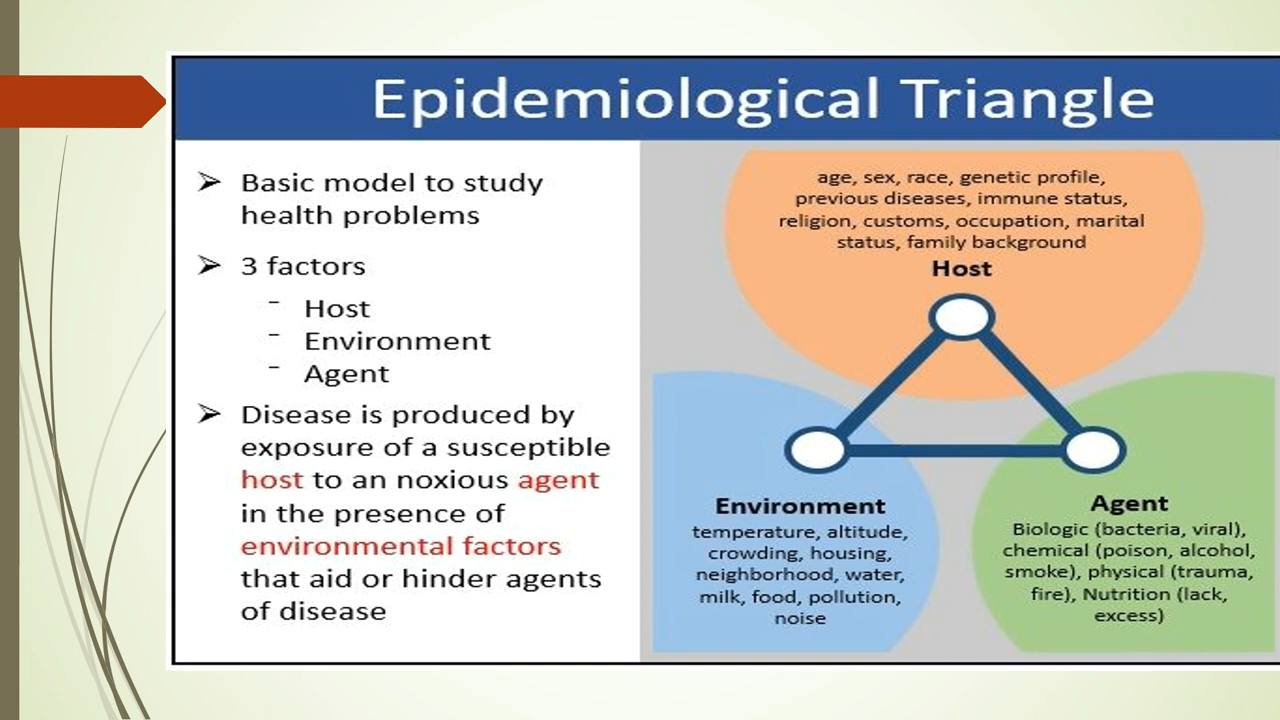 Epidemiological Triangle
➢ Basic model to study
health problems
➢ 3 factors
- Host
- Environment
- Agent
➢ Disease is produced by
exposure of a susceptible
host to an noxious agent
in the presence of
environmental factors
that aid or hinder agents
of disease
age, sex, race, genetic profile,
previous diseases, immune status,
religion, customs, occupation, marital
status, family background
Host
Environment
temperature, altitude,
crowding, housing,
neighborhood, water,
milk, food, pollution,
noise
Agent
Biologic (bacteria, viral),
chemical (poison, alcohol,
smoke), physical (trauma,
fire), Nutrition (lack,
excess)